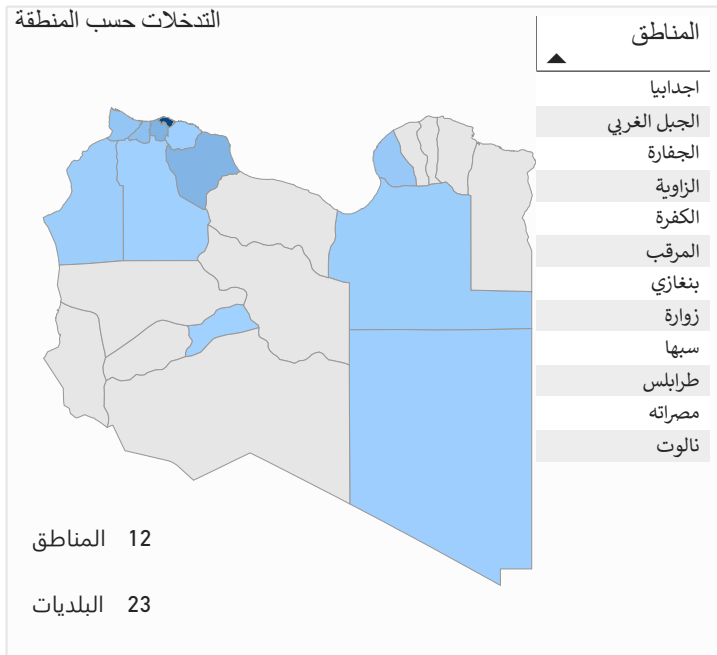 التدخلات حسب المنطقة
المناطق
اجدابيا
الجبل الغربي
الجفارة
الزاوية
الكفرة
المرقب
بنغازي
زوارة
سبها
طرابلس
مصراته
نالوت
12 المناطق
23 البلديات